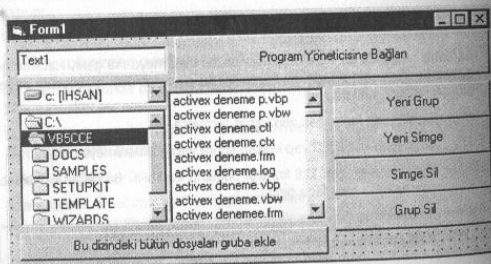 Form1
Text1
Program Yöneticisine Bağlan
c: [IHSAN]
C:\
VB5CCE
DOCS
SAMPLES
SETUPKIT
TEMPLATE
WIZARDS
activex deneme p.vbp
activex deneme p.vbw
activex deneme.ctl
activex deneme.ctx
activex deneme.frm
activex deneme.log
activex deneme.vbp
activex deneme.vbw
activex denemee.frm
Yeni Grup
Yeni Simge
Simge Sil
Grup Sil
Bu dizindeki bütün dosyaları gruba ekle